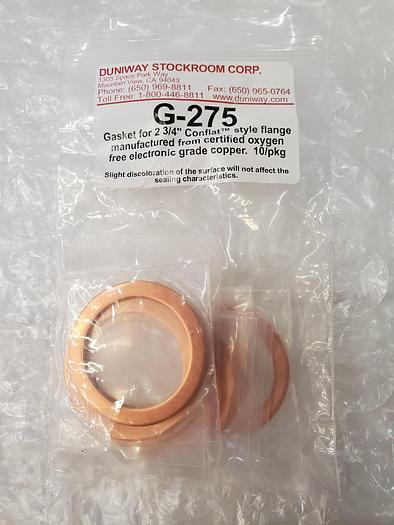 DUNIWAY STOCKROOM CORP.
1305 Space Park Way
Mountain View, CA 94043
Phone: (650) 969-8811 Fax: (650) 965-0764
Toll Free: 1-800-446-8811 www.duniway.com
G-275
Gasket for 2 3/4" Conflat™ style flange
manufactured from certified oxygen
free electronic grade copper. 10/pkg
Slight discoloration of the surface will not affect the
sealing characteristics.